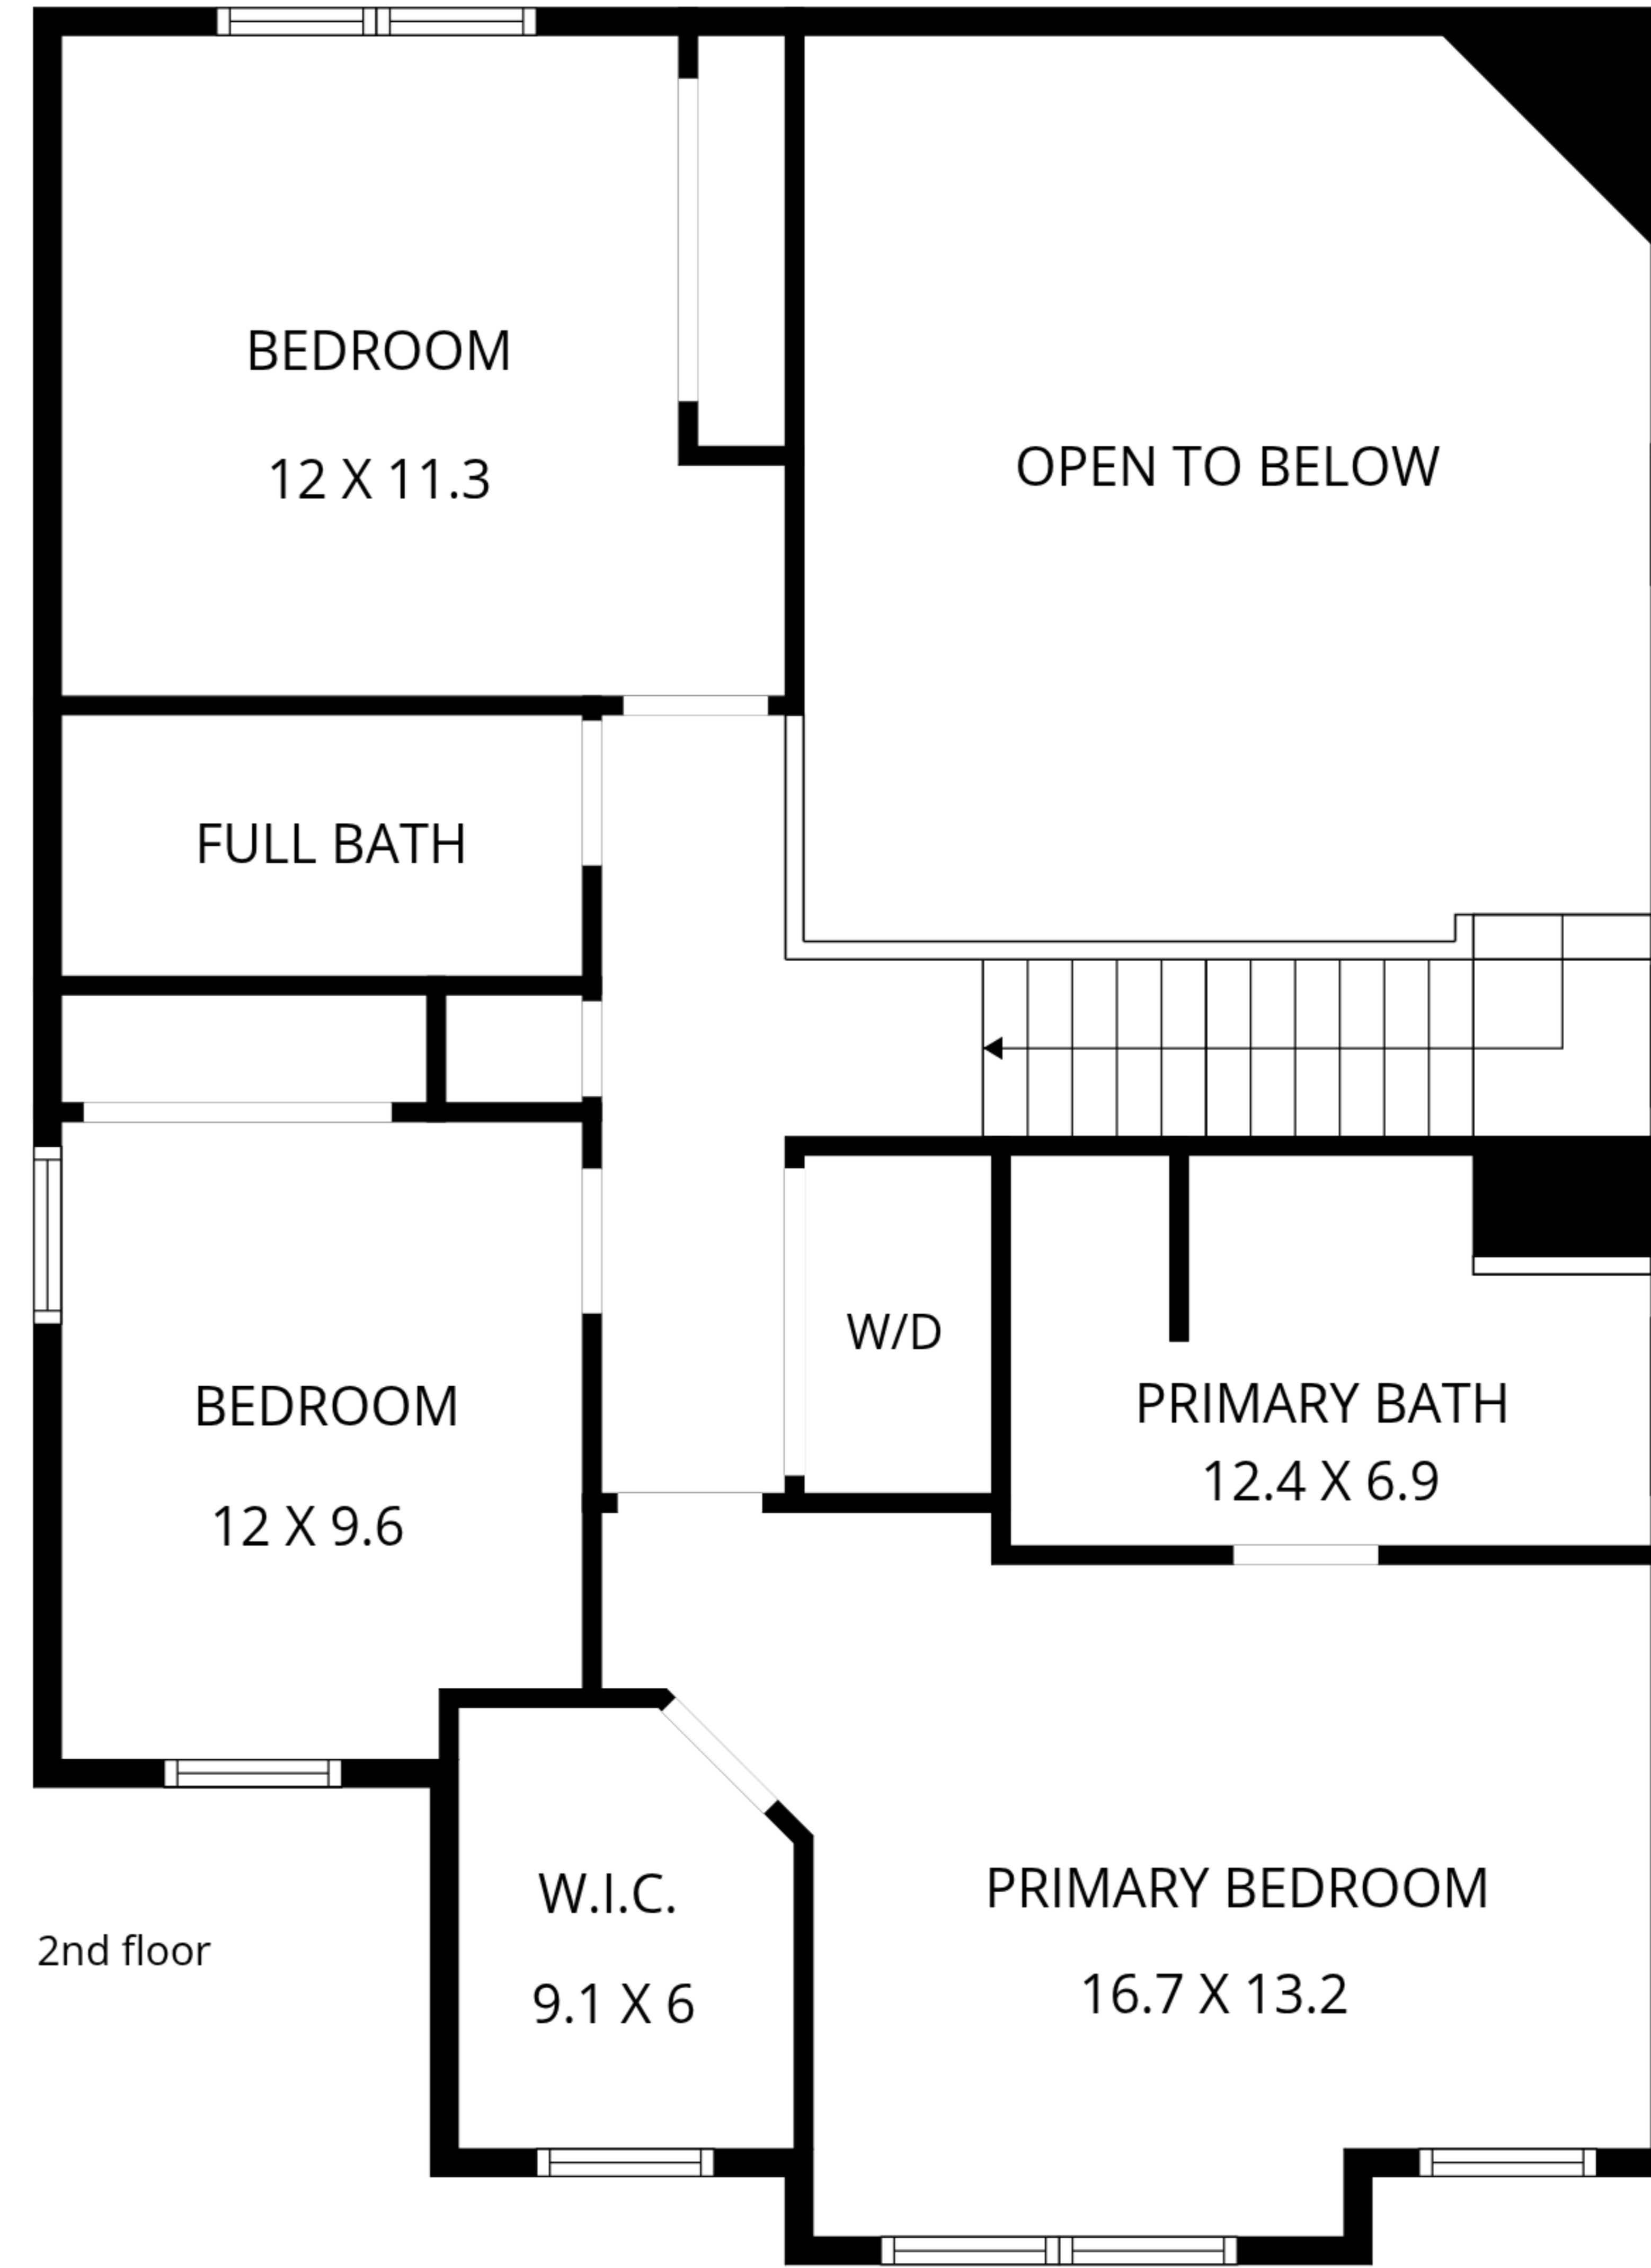 BEDROOM
12 X 11.3
OPEN TO BELOW
FULL BATH
W/D
BEDROOM
12 X 9.6
PRIMARY BATH
12.4 X 6.9
W.I.C.
9.1 X 6
PRIMARY BEDROOM
16.7 X 13.2
2nd floor